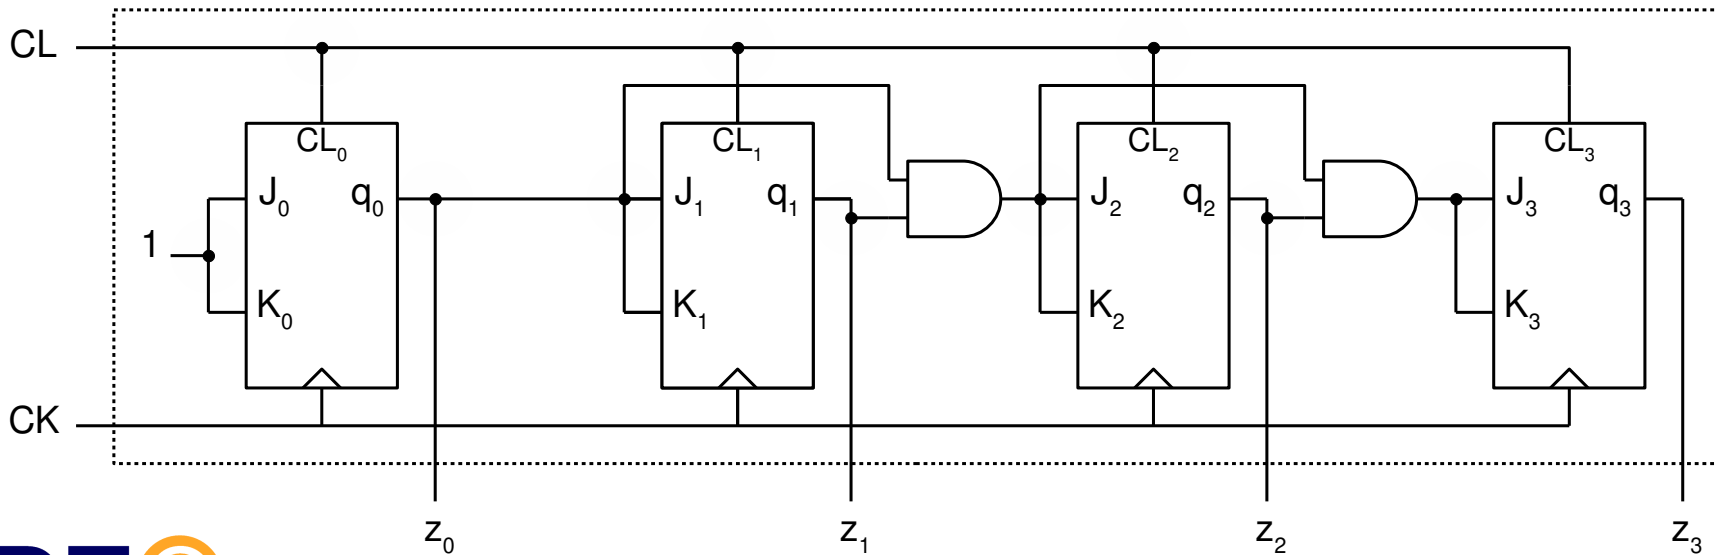 CL
CL₀ CL₁ CL₂ CL₃
J₀ q₀ J₁ q₁ J₂ q₂ J₃ q₃
1
K₀ K₁ K₂ K₃
CK
z₀ z₁ z₂ z₃